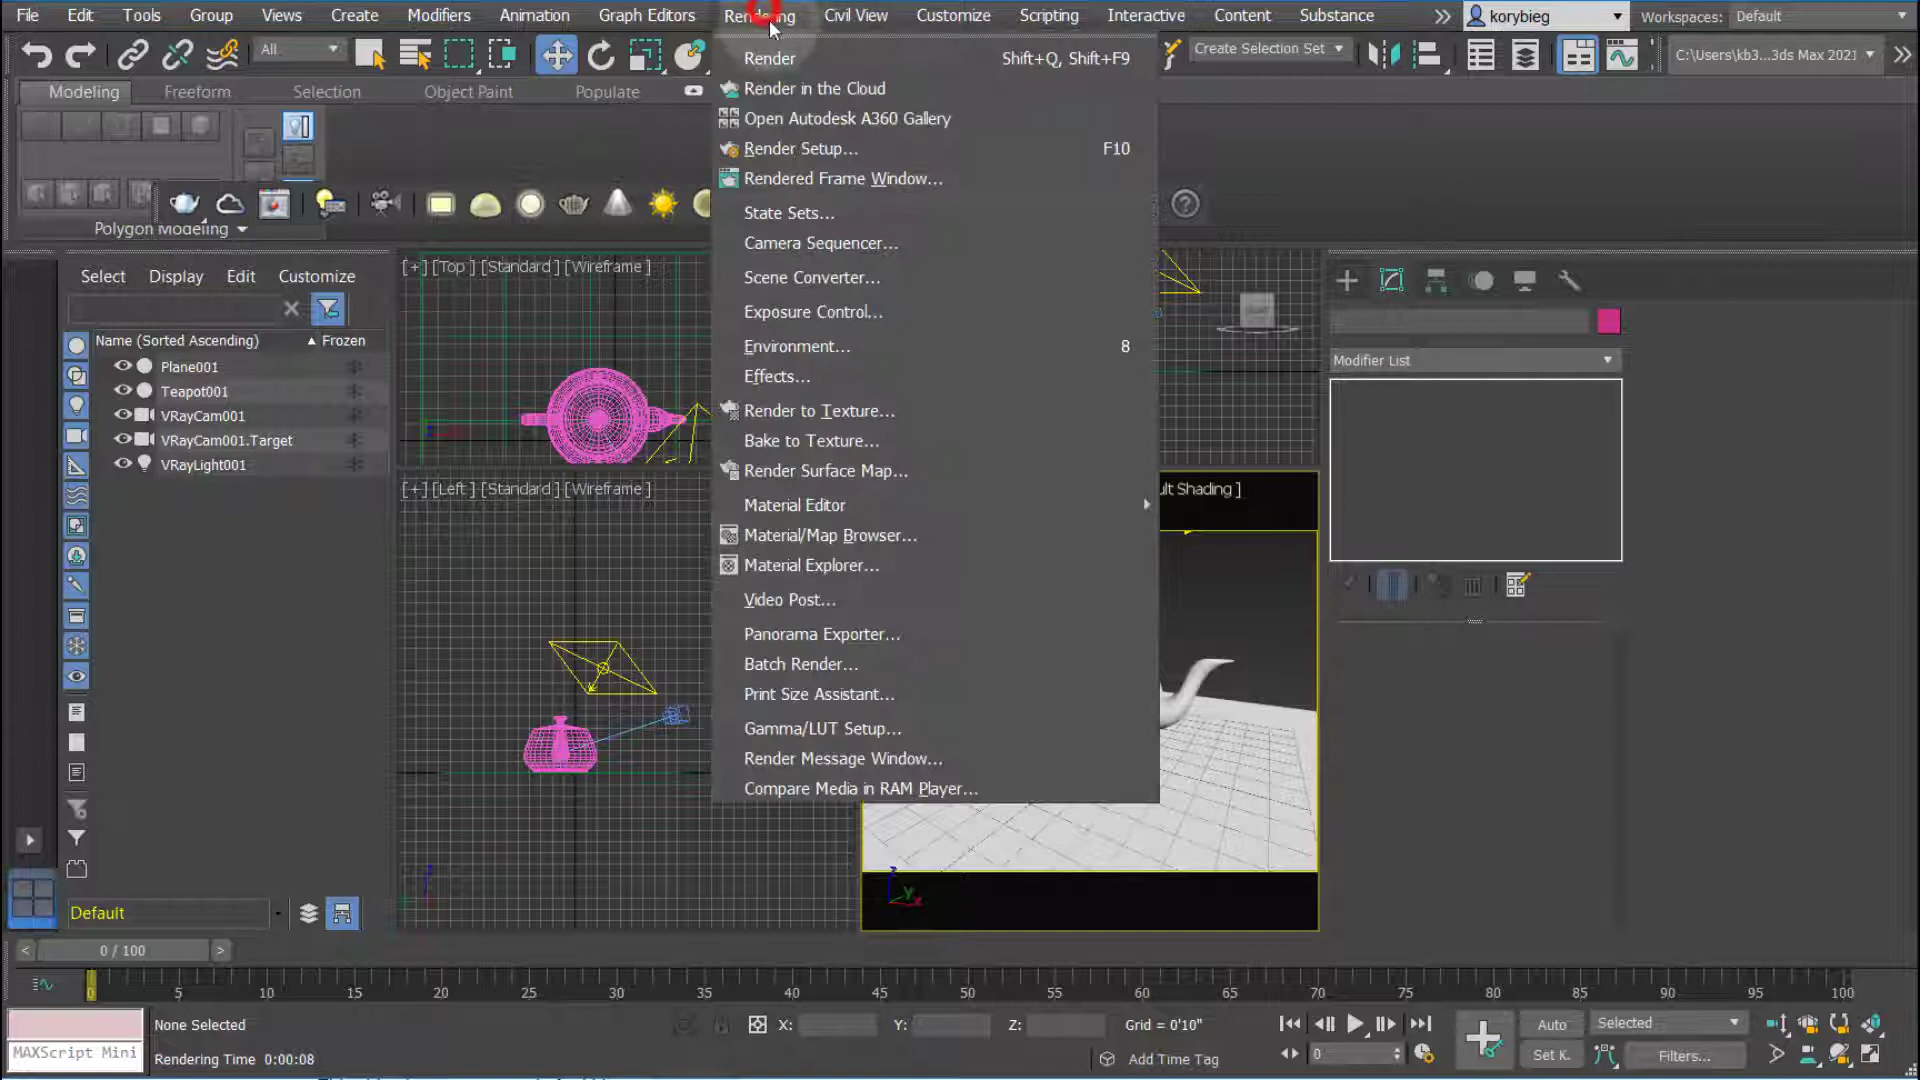 File Edit Tools Group Views Create Modifiers Animation Graph Editors Rendering Civil View Customize Scripting Interactive Content Substance korybieg Workspaces: Default
All Create Selection Set C:\Users\kb3...3ds Max 2021
Modeling Freeform Selection Object Paint Populate
Polygon Modeling
Render Shift+Q, Shift+F9
Render in the Cloud
Open Autodesk A360 Gallery
Render Setup... F10
Rendered Frame Window...
State Sets...
Camera Sequencer...
Scene Converter...
Exposure Control...
Environment... 8
Effects...
Render to Texture...
Bake to Texture...
Render Surface Map...
Material Editor
Material/Map Browser...
Material Explorer...
Video Post...
Panorama Exporter...
Batch Render...
Print Size Assistant...
Gamma/LUT Setup...
Render Message Window...
Compare Media in RAM Player...
Select Display Edit Customize
Name (Sorted Ascending) ▲ Frozen
Plane001
Teapot001
VRayCam001
VRayCam001.Target
VRayLight001
[+] [Top] [Standard] [Wireframe]
[+] [Left] [Standard] [Wireframe]
ult Shading ]
Modifier List
Z Y X
Default
< 0 / 100 >
0 5 10 15 20 25 30 35 40 45 50 55 60 65 70 75 80 85 90 95 100
None Selected X: Y: Z: Grid = 0'10" Auto Selected
MAXScript Mini Rendering Time 0:00:08 Add Time Tag 0 Set K. Filters...